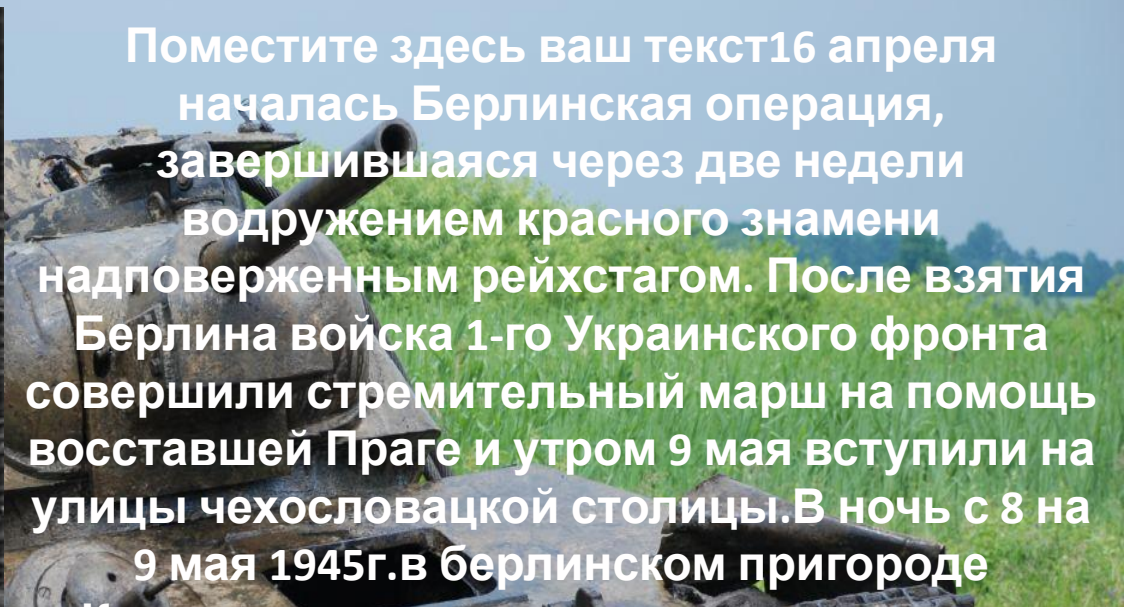 Поместите здесь ваш текст16 апреля
началась Берлинская операция,
завершившаяся через две недели
водружением красного знамени
надповерженным рейхстагом. После взятия
Берлина войска 1-го Украинского фронта
совершили стремительный марш на помощь
восставшей Праге и утром 9 мая вступили на
улицы чехословацкой столицы.В ночь с 8 на
9 мая 1945г.в берлинском пригороде